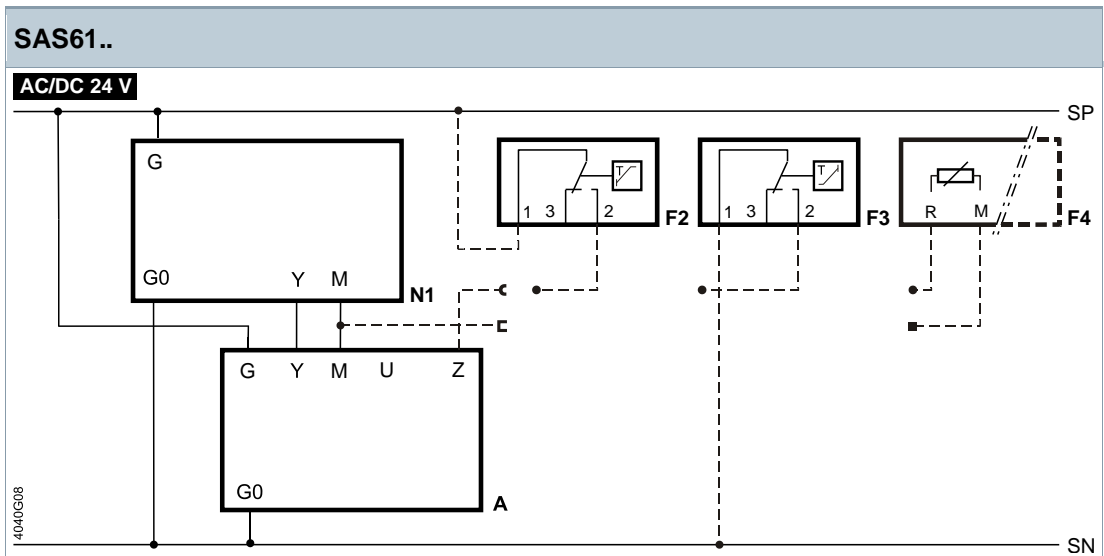 SAS61..
AC/DC 24 V
SP
G
T
T
1 3 2
F2
1 3 2
F3
R M
F4
G0 Y M
N1
G Y M U Z
G0
A
4040G08
SN